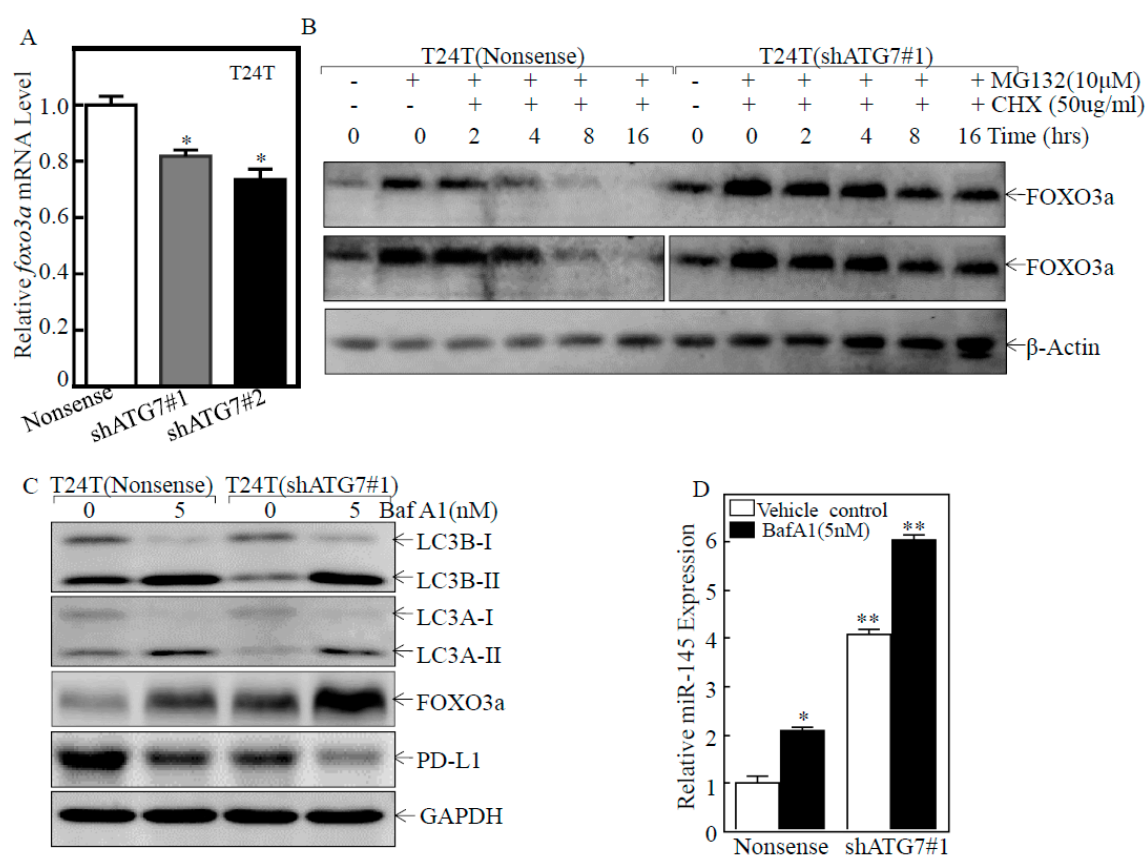 A
Relative foxo3a mRNA Level
T24T
1.0
0.8
0.6
0.4
0.2
0
*
*
Nonsense
shATG7#1
shATG7#2
B
T24T(Nonsense) T24T(shATG7#1)
- + + + + + - + + + + + MG132(10µM)
- - + + + + - + + + + + CHX (50ug/ml)
0 0 2 4 8 16 0 0 2 4 8 16 Time (hrs)
FOXO3a
FOXO3a
β-Actin
C
T24T(Nonsense) T24T(shATG7#1)
0 5 0 5 Baf A1(nM)
LC3B-I
LC3B-II
LC3A-I
LC3A-II
FOXO3a
PD-L1
GAPDH
D
Vehicle control
BafA1(5nM)
Relative miR-145 Expression
6
5
4
3
2
1
0
*
**
**
Nonsense shATG7#1